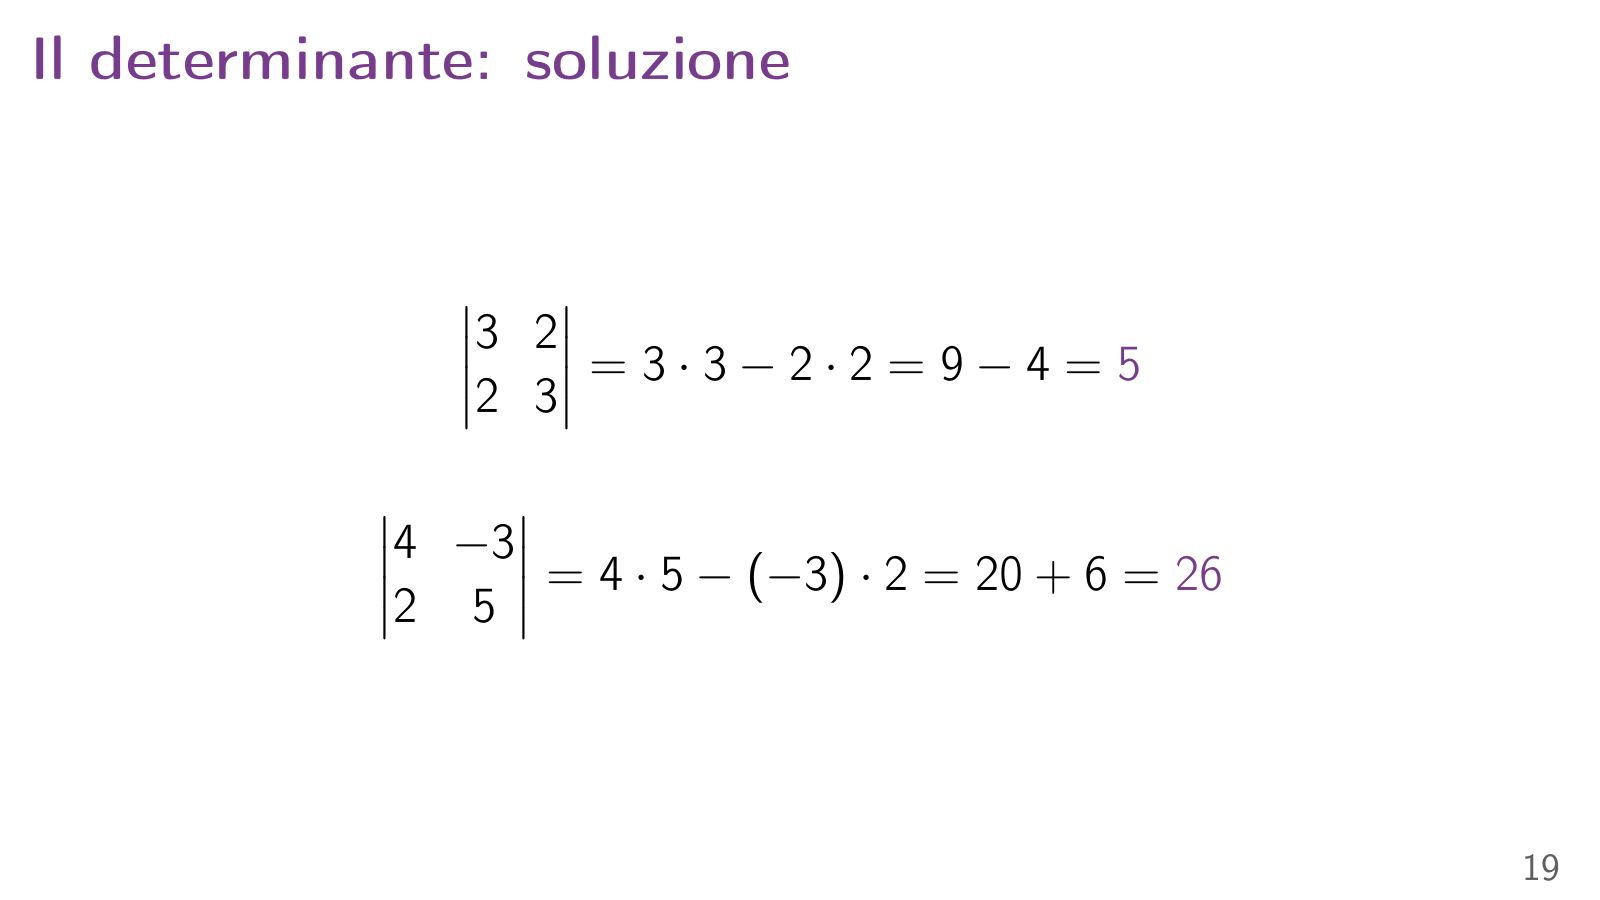 Il determinante: soluzione
|3 2|
|2 3| = 3 · 3 − 2 · 2 = 9 − 4 = 5
|4 −3|
|2 5| = 4 · 5 − (−3) · 2 = 20 + 6 = 26
19